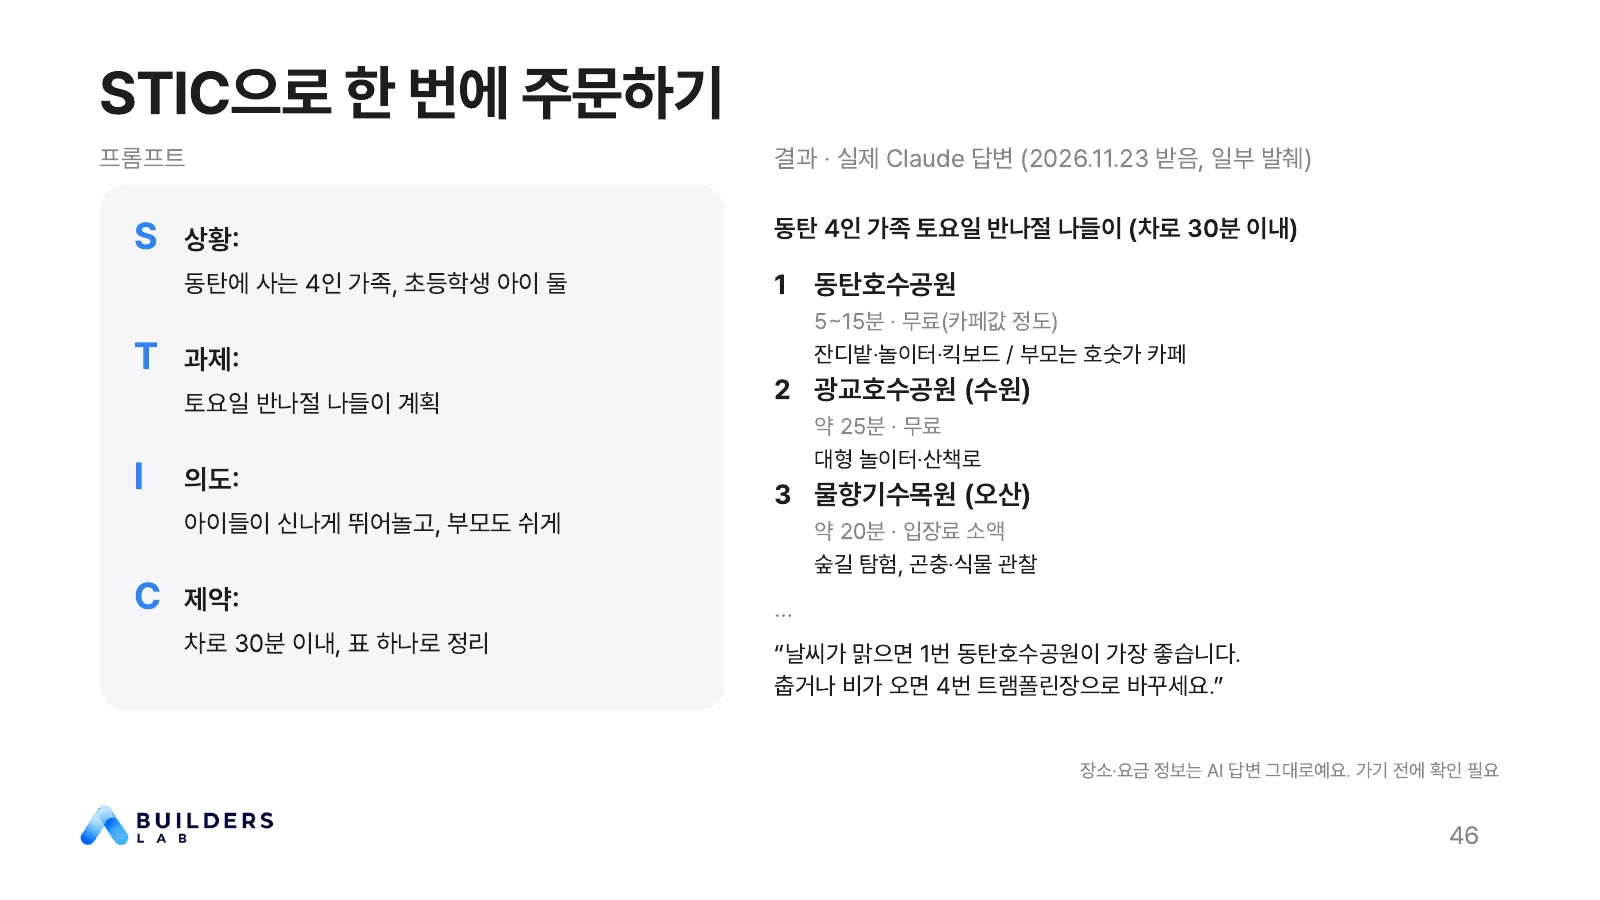 STIC으로 한 번에 주문하기
프롬프트
S 상황:
동탄에 사는 4인 가족, 초등학생 아이 둘
T 과제:
토요일 반나절 나들이 계획
I 의도:
아이들이 신나게 뛰어놀고, 부모도 쉬게
C 제약:
차로 30분 이내, 표 하나로 정리
결과 · 실제 Claude 답변 (2026.11.23 받음, 일부 발췌)
동탄 4인 가족 토요일 반나절 나들이 (차로 30분 이내)
1 동탄호수공원
5~15분 · 무료(카페값 정도)
잔디밭·놀이터·킥보드 / 부모는 호숫가 카페
2 광교호수공원 (수원)
약 25분 · 무료
대형 놀이터·산책로
3 물향기수목원 (오산)
약 20분 · 입장료 소액
숲길 탐험, 곤충·식물 관찰
...
“날씨가 맑으면 1번 동탄호수공원이 가장 좋습니다.
춥거나 비가 오면 4번 트램폴린장으로 바꾸세요.”
장소·요금 정보는 AI 답변 그대로예요. 가기 전에 확인 필요
BUILDERS
LAB
46